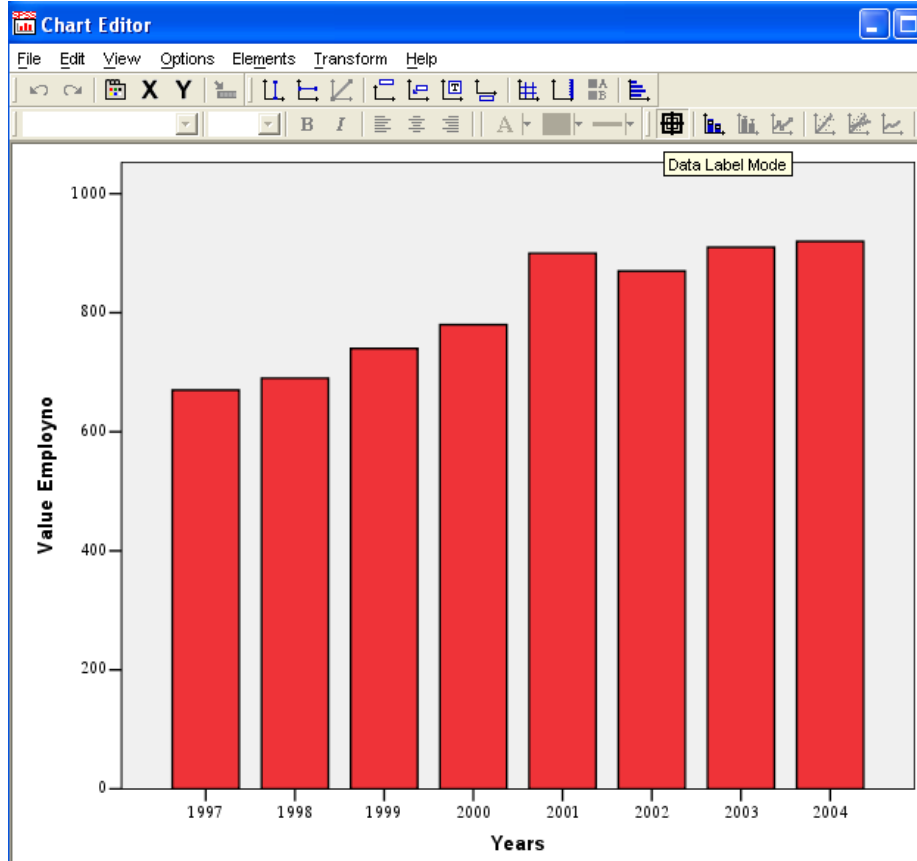 Chart Editor
File Edit View Options Elements Transform Help
X Y
B I A
Data Label Mode
1000
800
600
400
200
0
Value Employno
1997 1998 1999 2000 2001 2002 2003 2004
Years